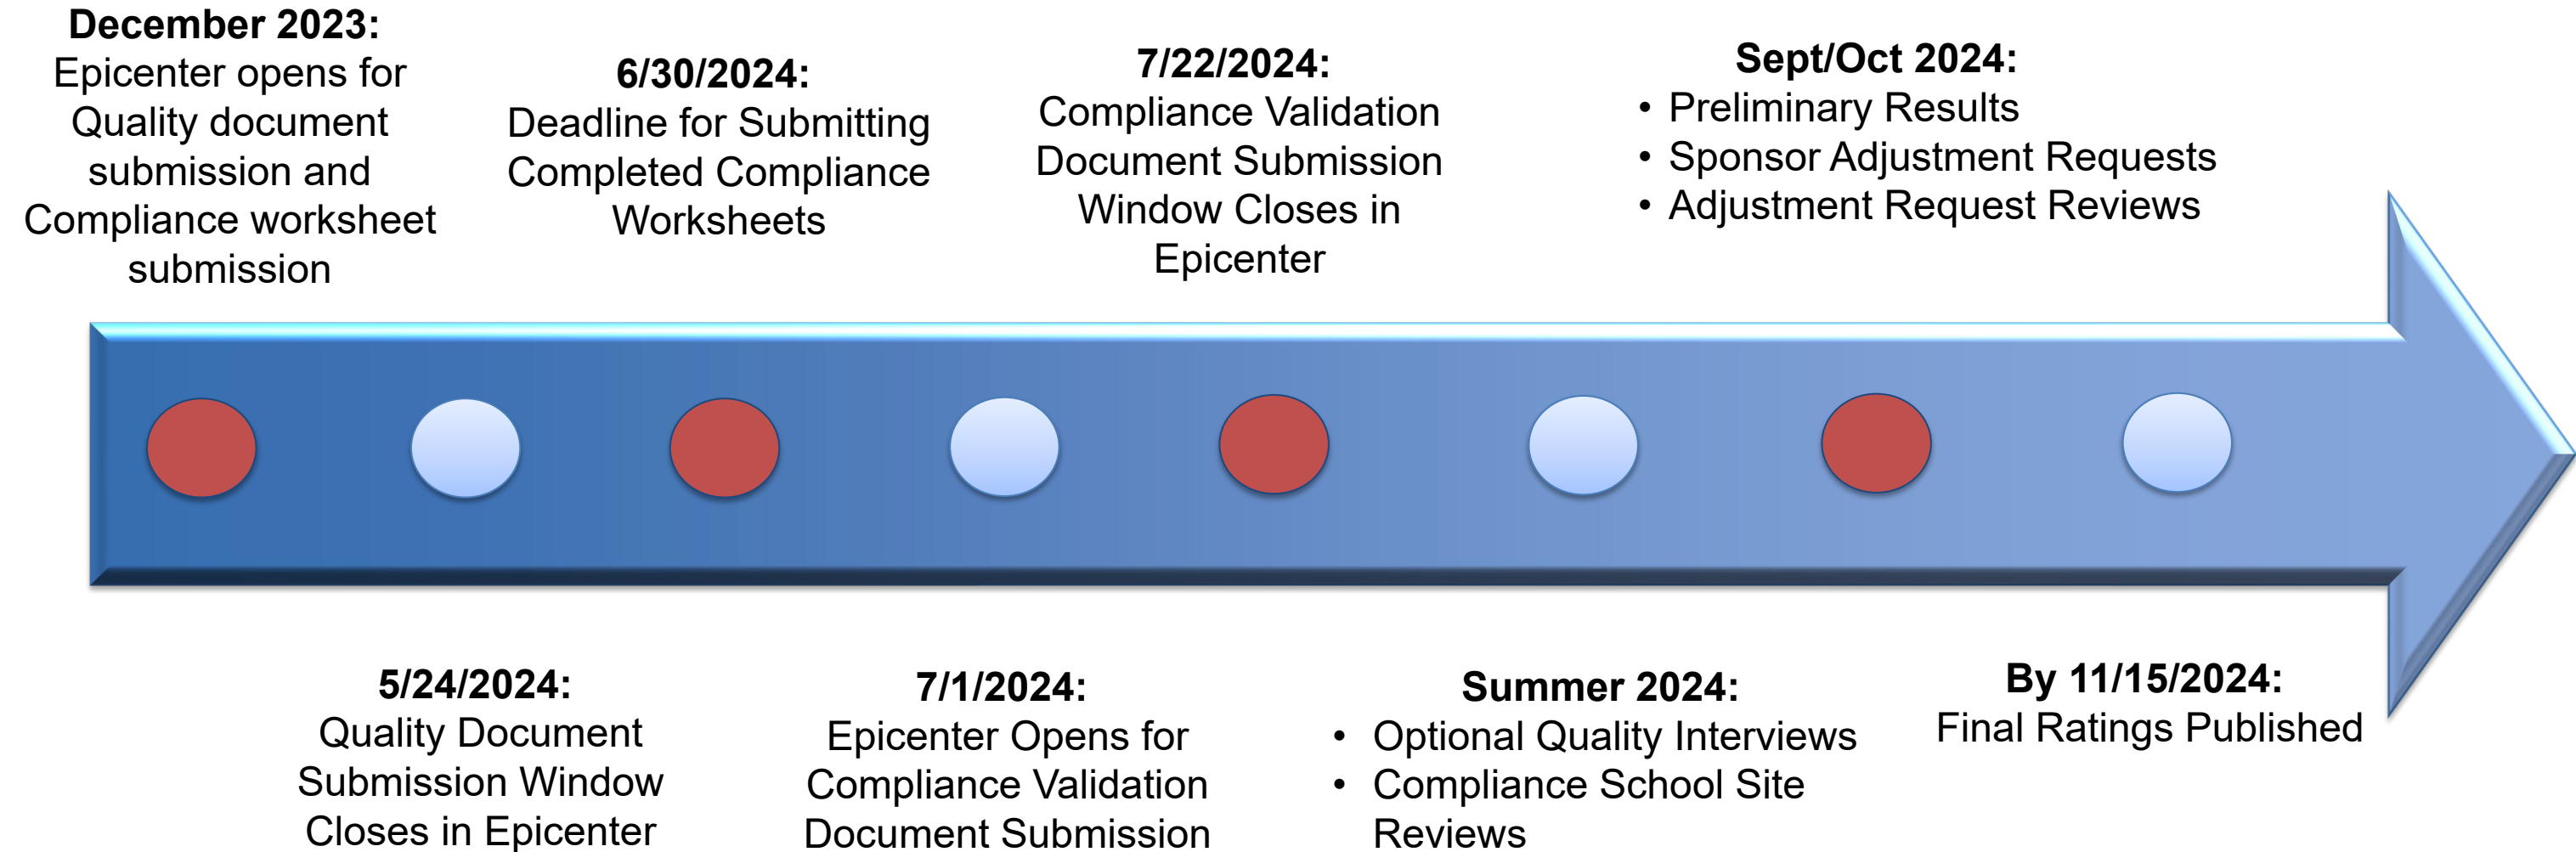 December 2023:
Epicenter opens for
Quality document
submission and
Compliance worksheet
submission
6/30/2024:
Deadline for Submitting
Completed Compliance
Worksheets
7/22/2024:
Compliance Validation
Document Submission
Window Closes in
Epicenter
Sept/Oct 2024:
• Preliminary Results
• Sponsor Adjustment Requests
• Adjustment Request Reviews
5/24/2024:
Quality Document
Submission Window
Closes in Epicenter
7/1/2024:
Epicenter Opens for
Compliance Validation
Document Submission
Summer 2024:
• Optional Quality Interviews
• Compliance School Site
Reviews
By 11/15/2024:
Final Ratings Published